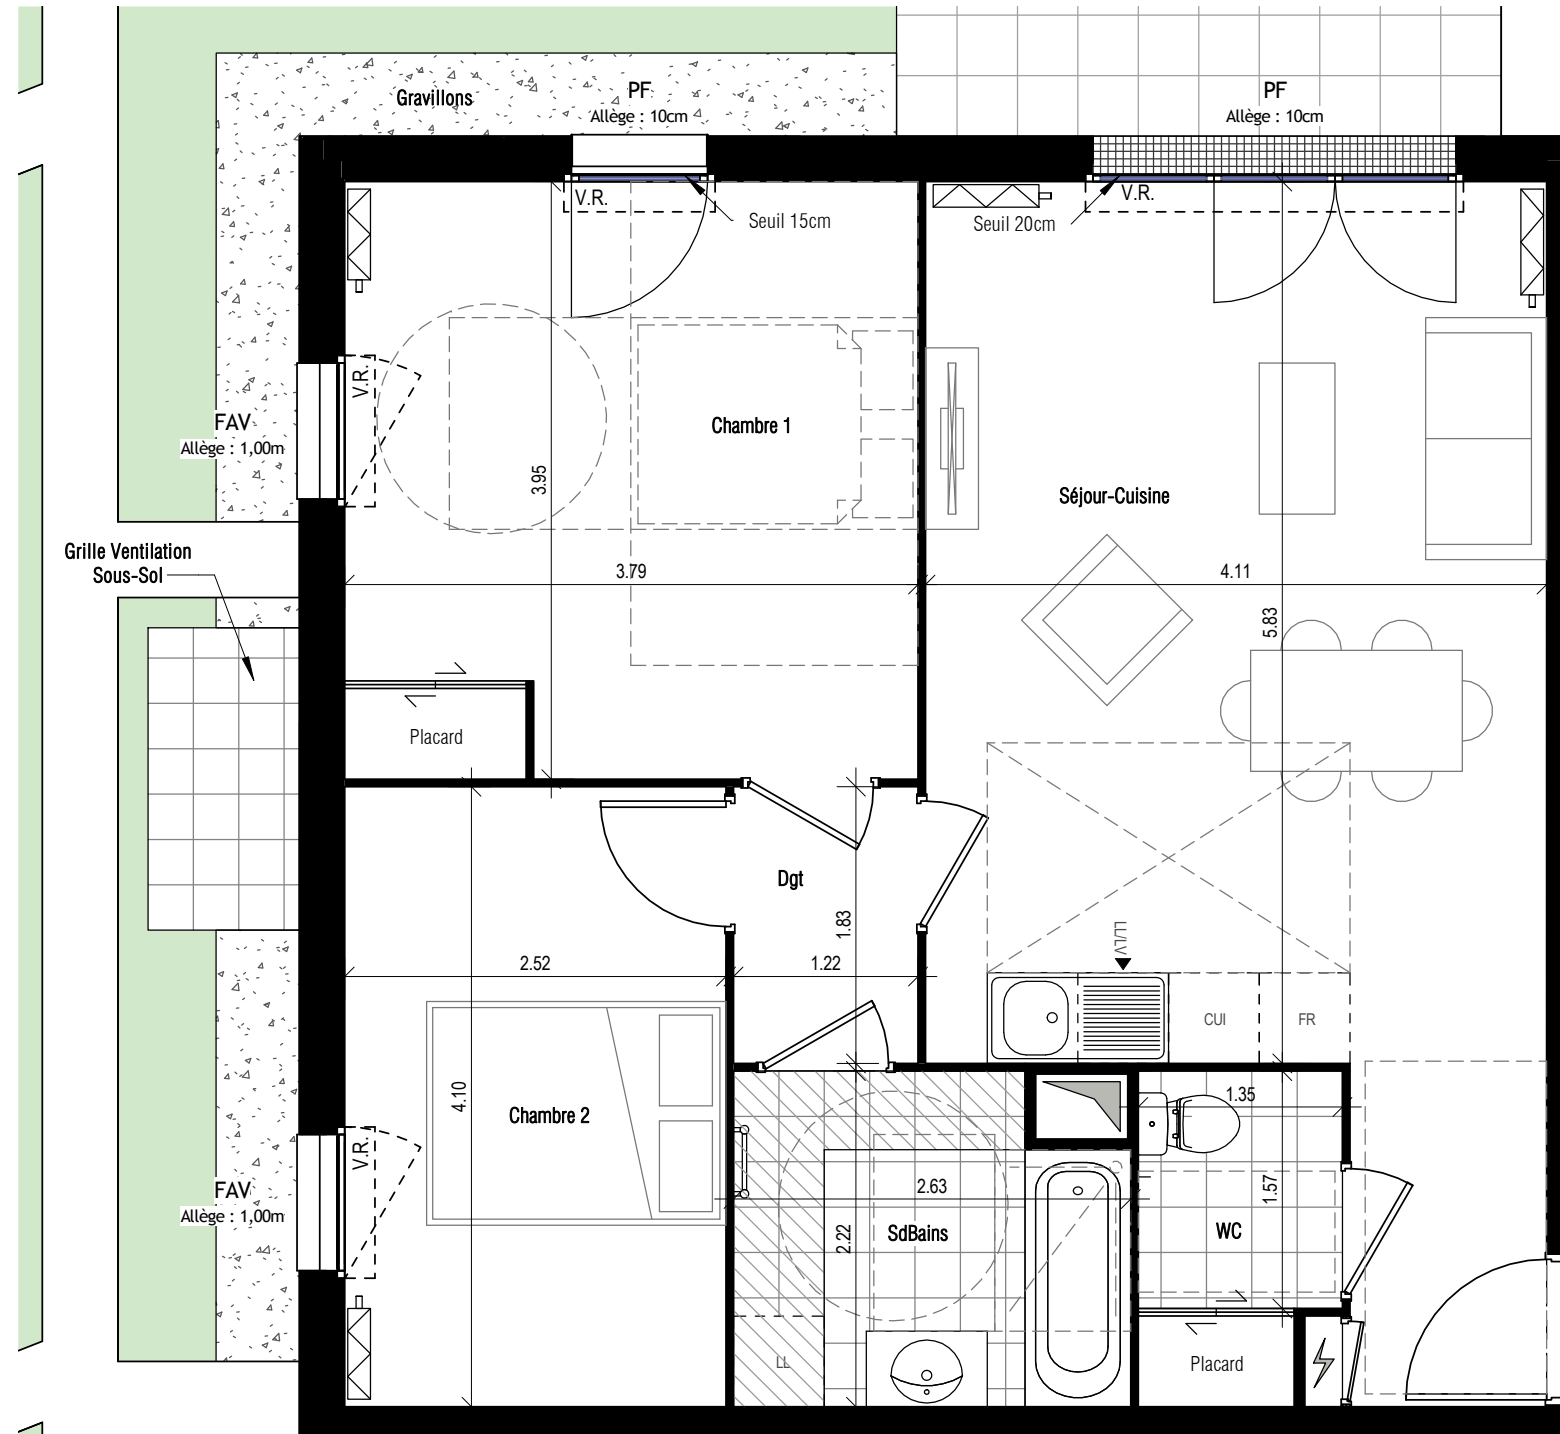 Gravillons
PF
Allège : 10cm
PF
Allège : 10cm
V.R.
Seuil 15cm
Seuil 20cm
V.R.
V.R.
FAV
Allège : 1,00m
Chambre 1
3.95
Séjour-Cuisine
Grille Ventilation
Sous-Sol
3.79
4.11
5.83
Placard
Dgt
1.83
LL/LV
2.52
1.22
CUI
FR
4.10
Chambre 2
1.35
V.R.
FAV
Allège : 1,00m
2.63
1.57
2.22
SdBains
WC
LL
Placard